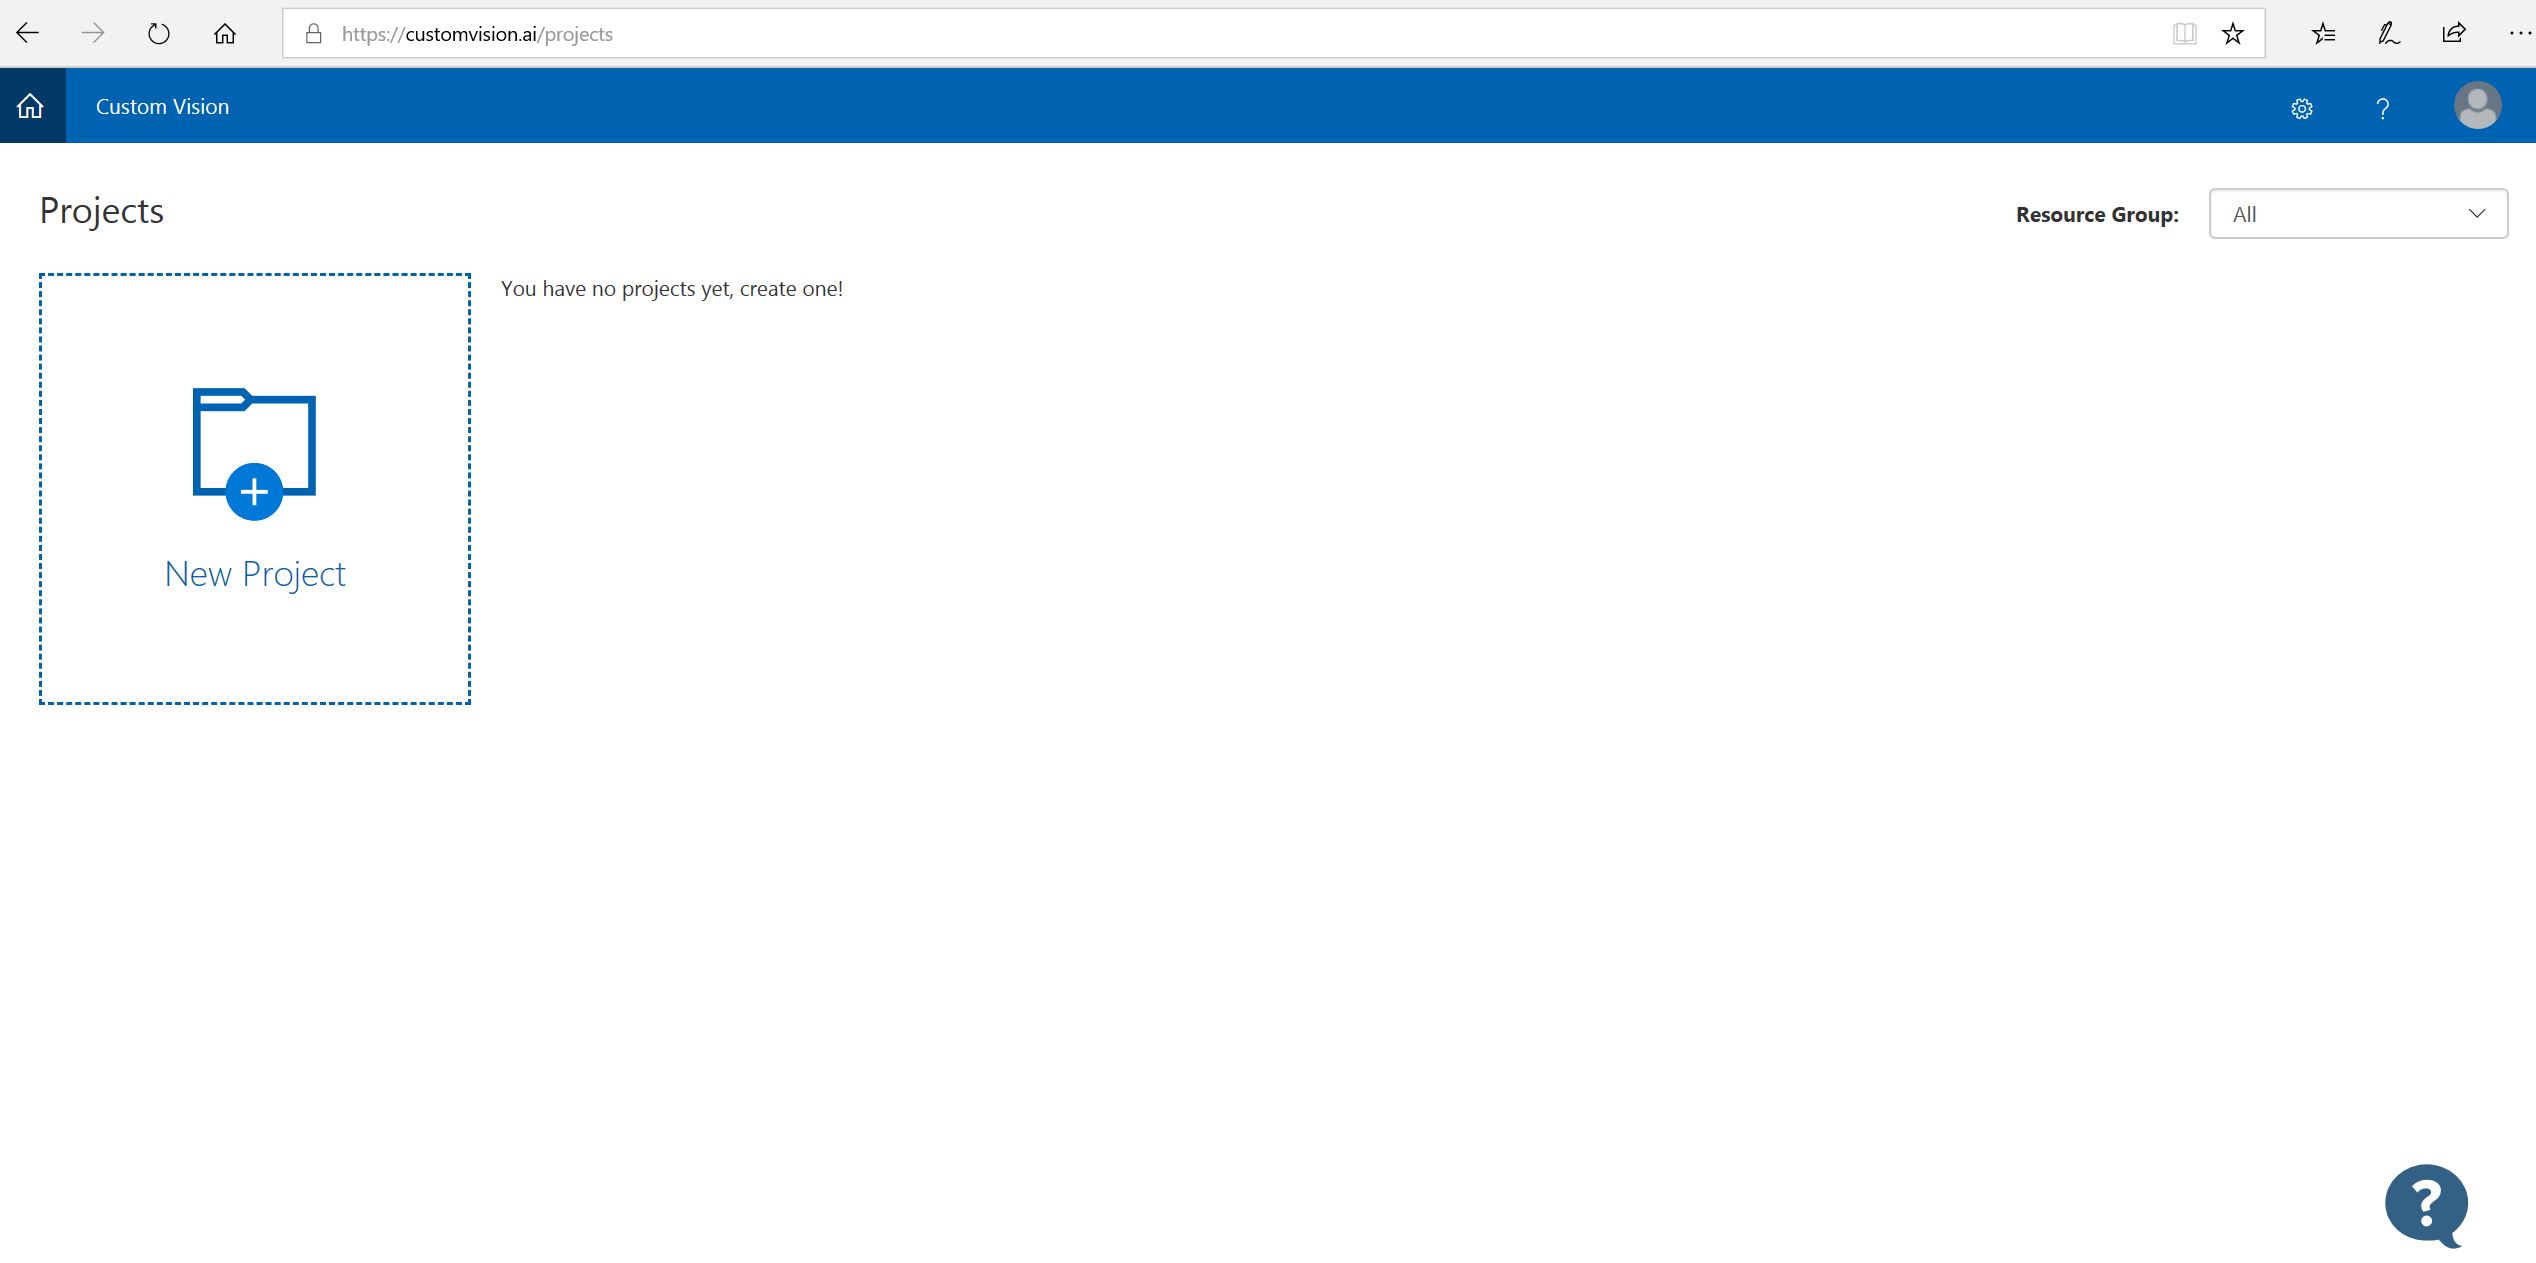 https://customvision.ai/projects
Custom Vision
?
Projects
Resource Group:
All
You have no projects yet, create one!
New Project
?